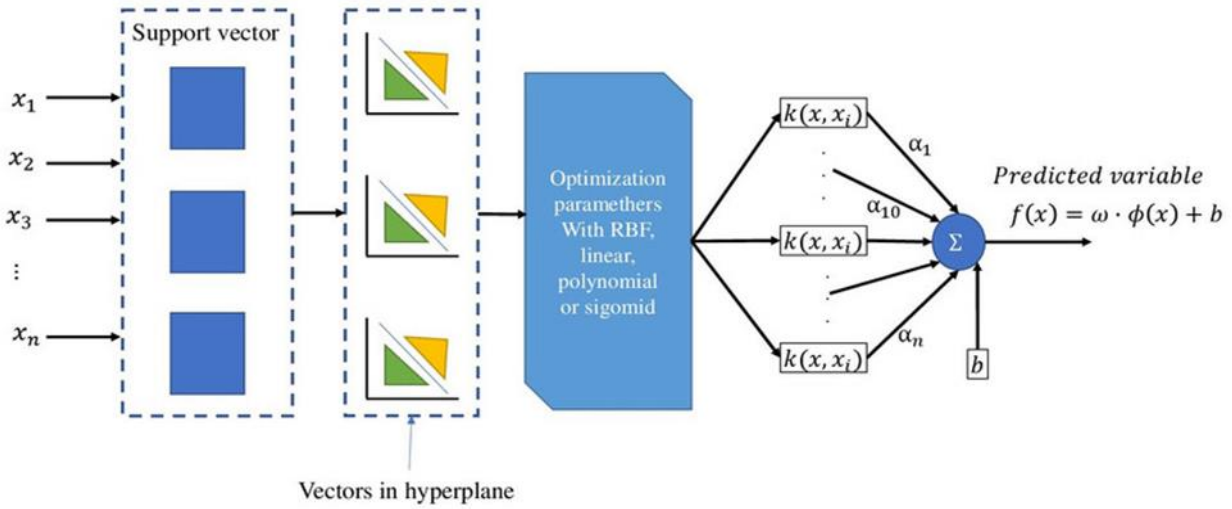 Support vector
x₁
x₂
x₃
⋮
xₙ
Vectors in hyperplane
Optimization
paramethers
With RBF,
linear,
polynomial
or sigomid
k(x, xᵢ)
k(x, xᵢ)
k(x, xᵢ)
α₁
α₁₀
αₙ
Σ
b
Predicted variable
f(x) = ω · ϕ(x) + b